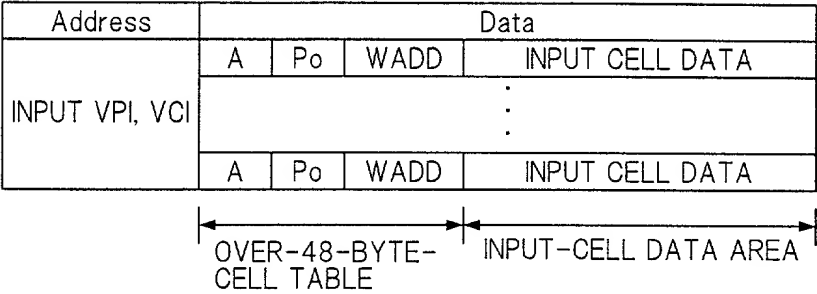 Address Data
A Po WADD INPUT CELL DATA
INPUT VPI, VCI
A Po WADD INPUT CELL DATA
OVER-48-BYTE-
CELL TABLE
INPUT-CELL DATA AREA